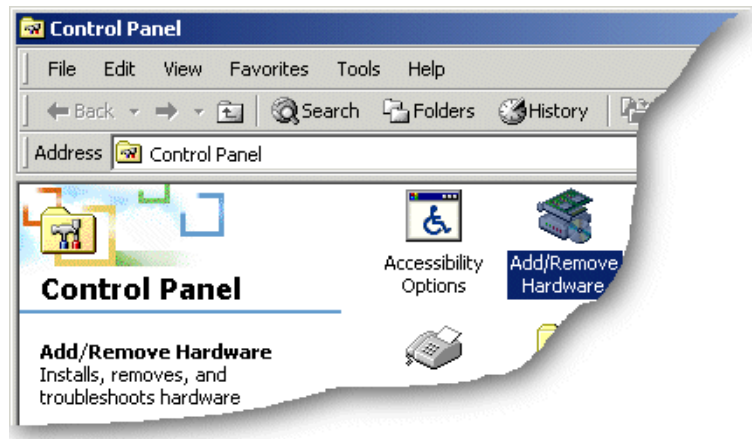 Control Panel
File Edit View Favorites Tools Help
Back Search Folders History
Address Control Panel
Accessibility Options
Add/Remove Hardware
Control Panel
Add/Remove Hardware
Installs, removes, and
troubleshoots hardware